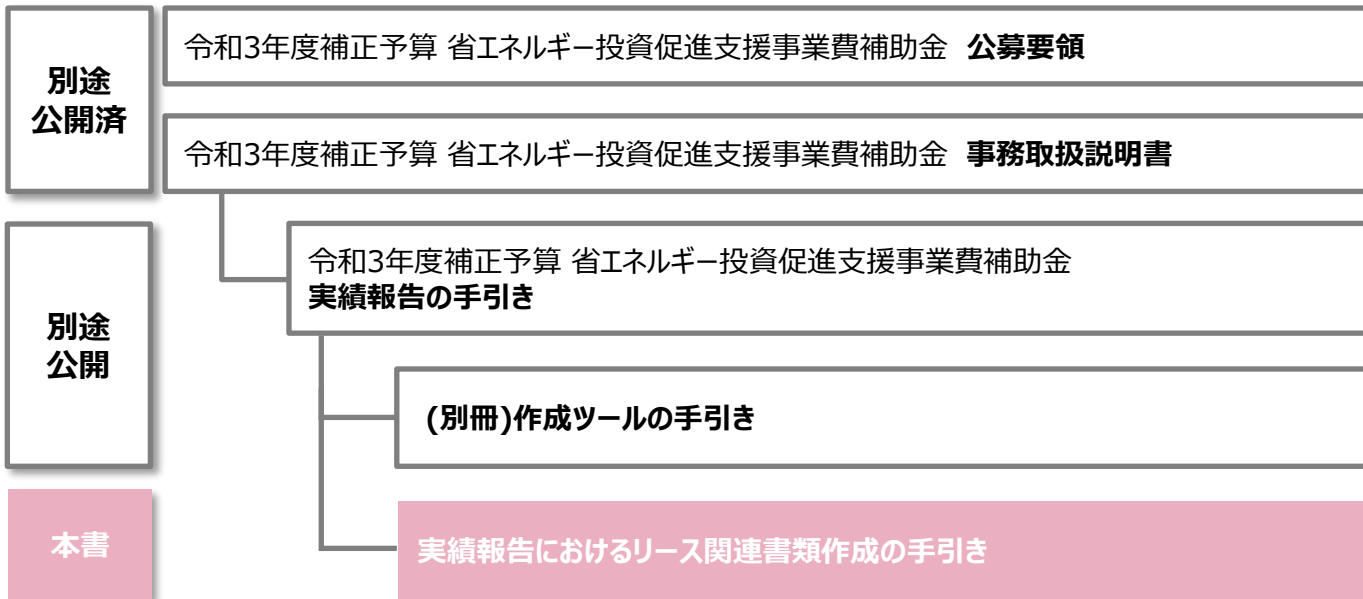 別途
公開済
令和3年度補正予算 省エネルギー投資促進支援事業費補助金 公募要領
令和3年度補正予算 省エネルギー投資促進支援事業費補助金 事務取扱説明書
別途
公開
令和3年度補正予算 省エネルギー投資促進支援事業費補助金
実績報告の手引き
(別冊)作成ツールの手引き
本書
実績報告におけるリース関連書類作成の手引き